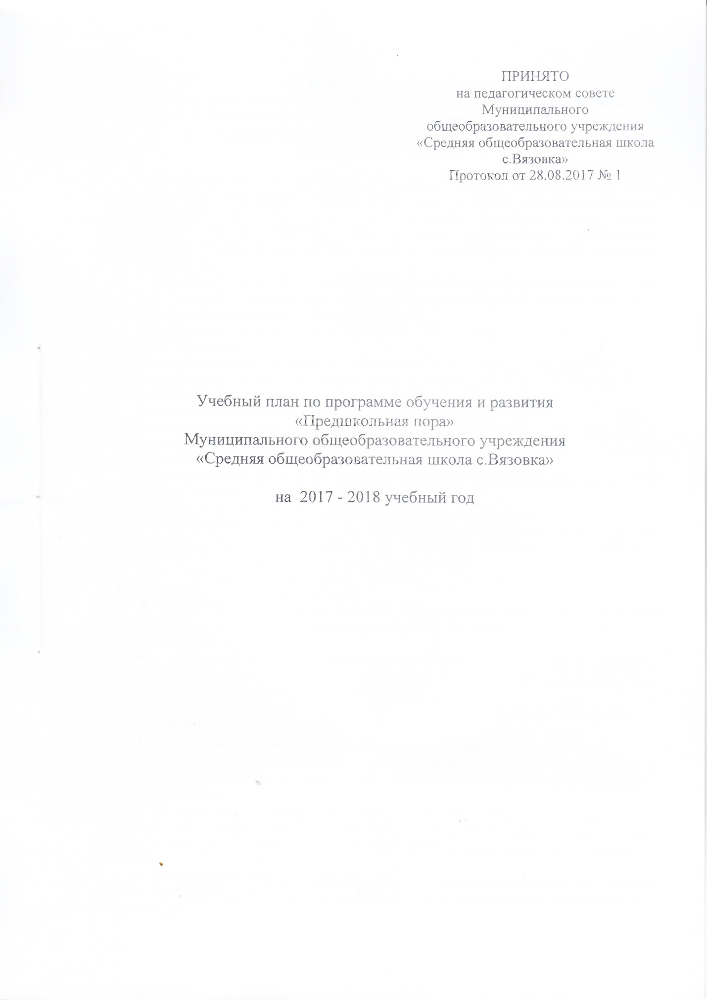 ПРИНЯТО
на педагогическом совете
Муниципального
общеобразовательного учреждения
«Средняя общеобразовательная школа
с.Вязовка»
Протокол от 28.08.2017 № 1
Учебный план по программе обучения и развития
«Предшкольная пора»
Муниципального общеобразовательного учреждения
«Средняя общеобразовательная школа с.Вязовка»
на 2017 - 2018 учебный год